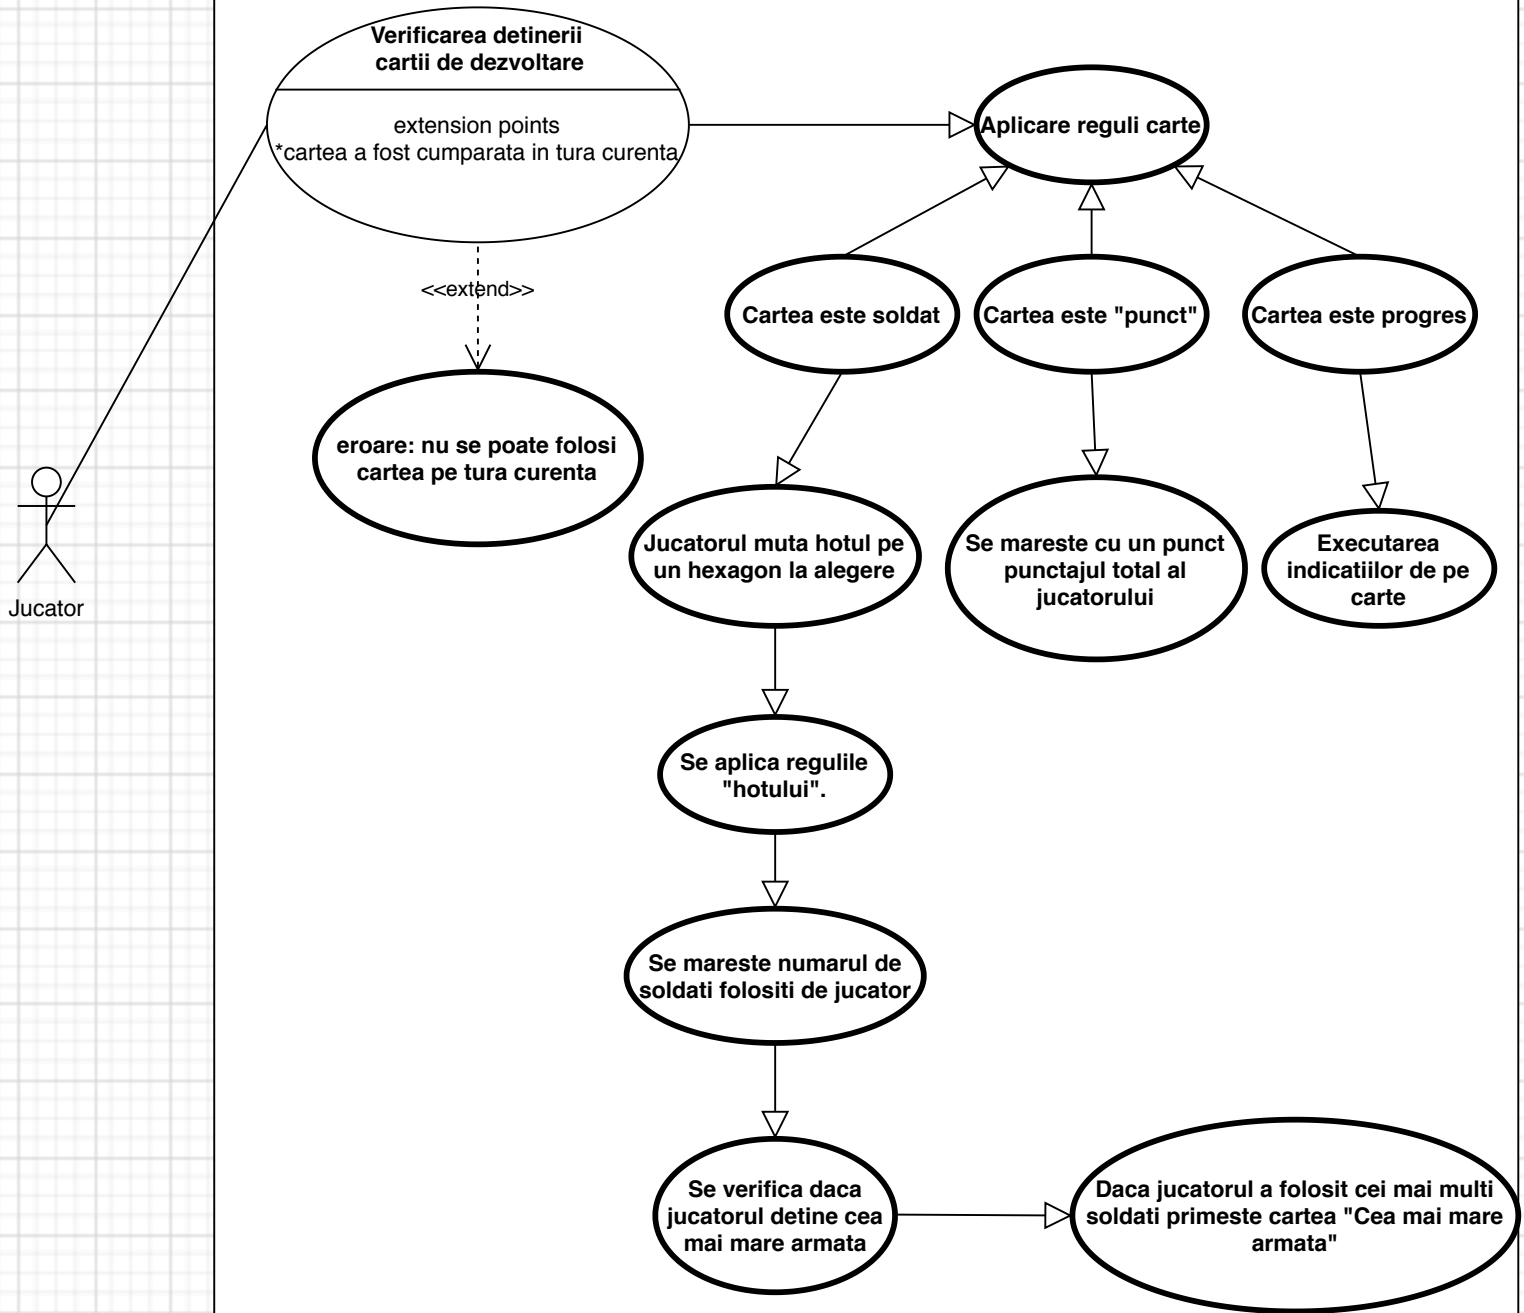 Verificarea detinerii
cartii de dezvoltare
extension points
*cartea a fost cumparata in tura curenta
Aplicare reguli carte
<<extend>>
Cartea este soldat
Cartea este "punct"
Cartea este progres
eroare: nu se poate folosi
cartea pe tura curenta
Jucator
Jucatorul muta hotul pe
un hexagon la alegere
Se mareste cu un punct
punctajul total al
jucatorului
Executarea
indicatiilor de pe
carte
Se aplica regulile
"hotului".
Se mareste numarul de
soldati folositi de jucator
Se verifica daca
jucatorul detine cea
mai mare armata
Daca jucatorul a folosit cei mai multi
soldati primeste cartea "Cea mai mare
armata"